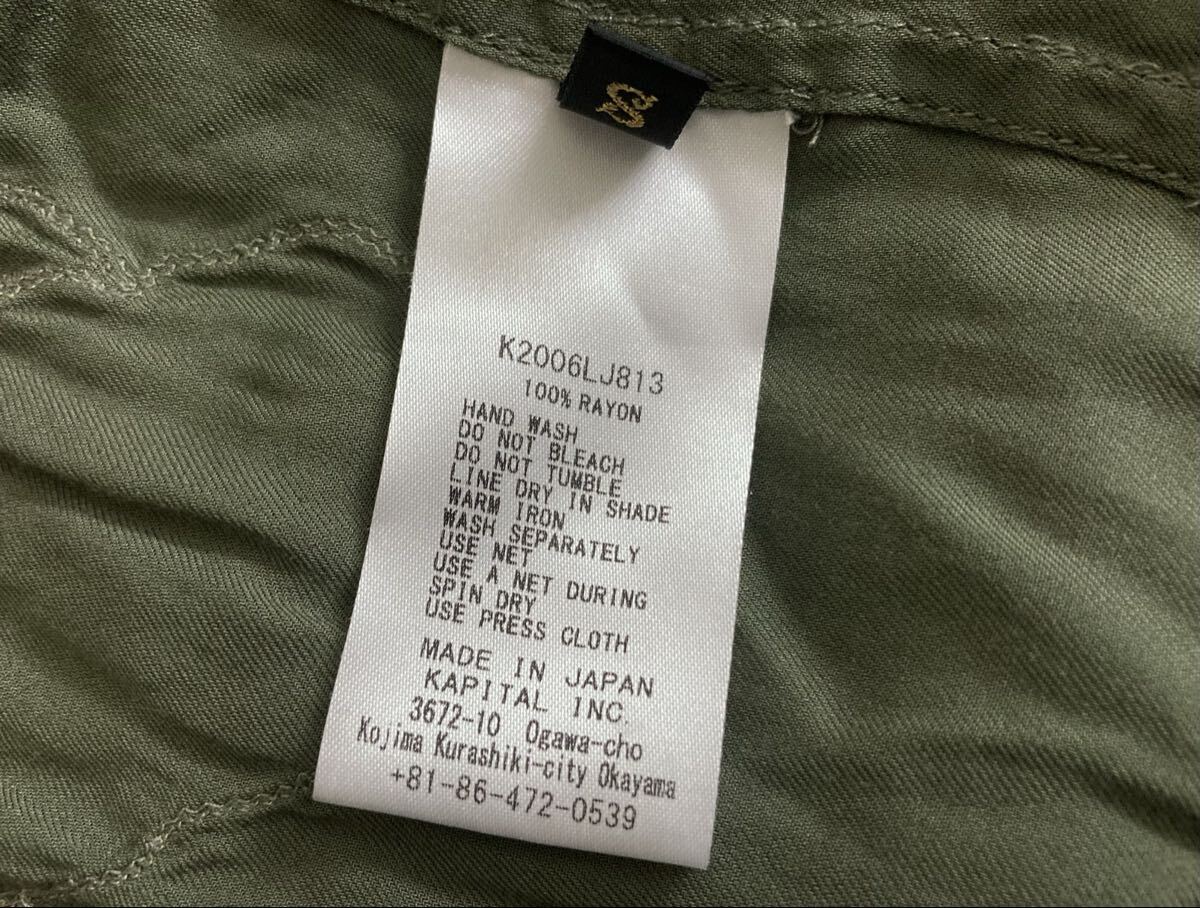 S
K2006LJ813
100% RAYON
HAND WASH
DO NOT BLEACH
DO NOT TUMBLE
LINE DRY IN SHADE
WARM IRON
WASH SEPARATELY
USE NET
USE A NET DURING
SPIN DRY
USE PRESS CLOTH
MADE IN JAPAN
KAPITAL INC.
3672-10 Ogawa-cho
Kojima Kurashiki-city Okayama
+81-86-472-0539